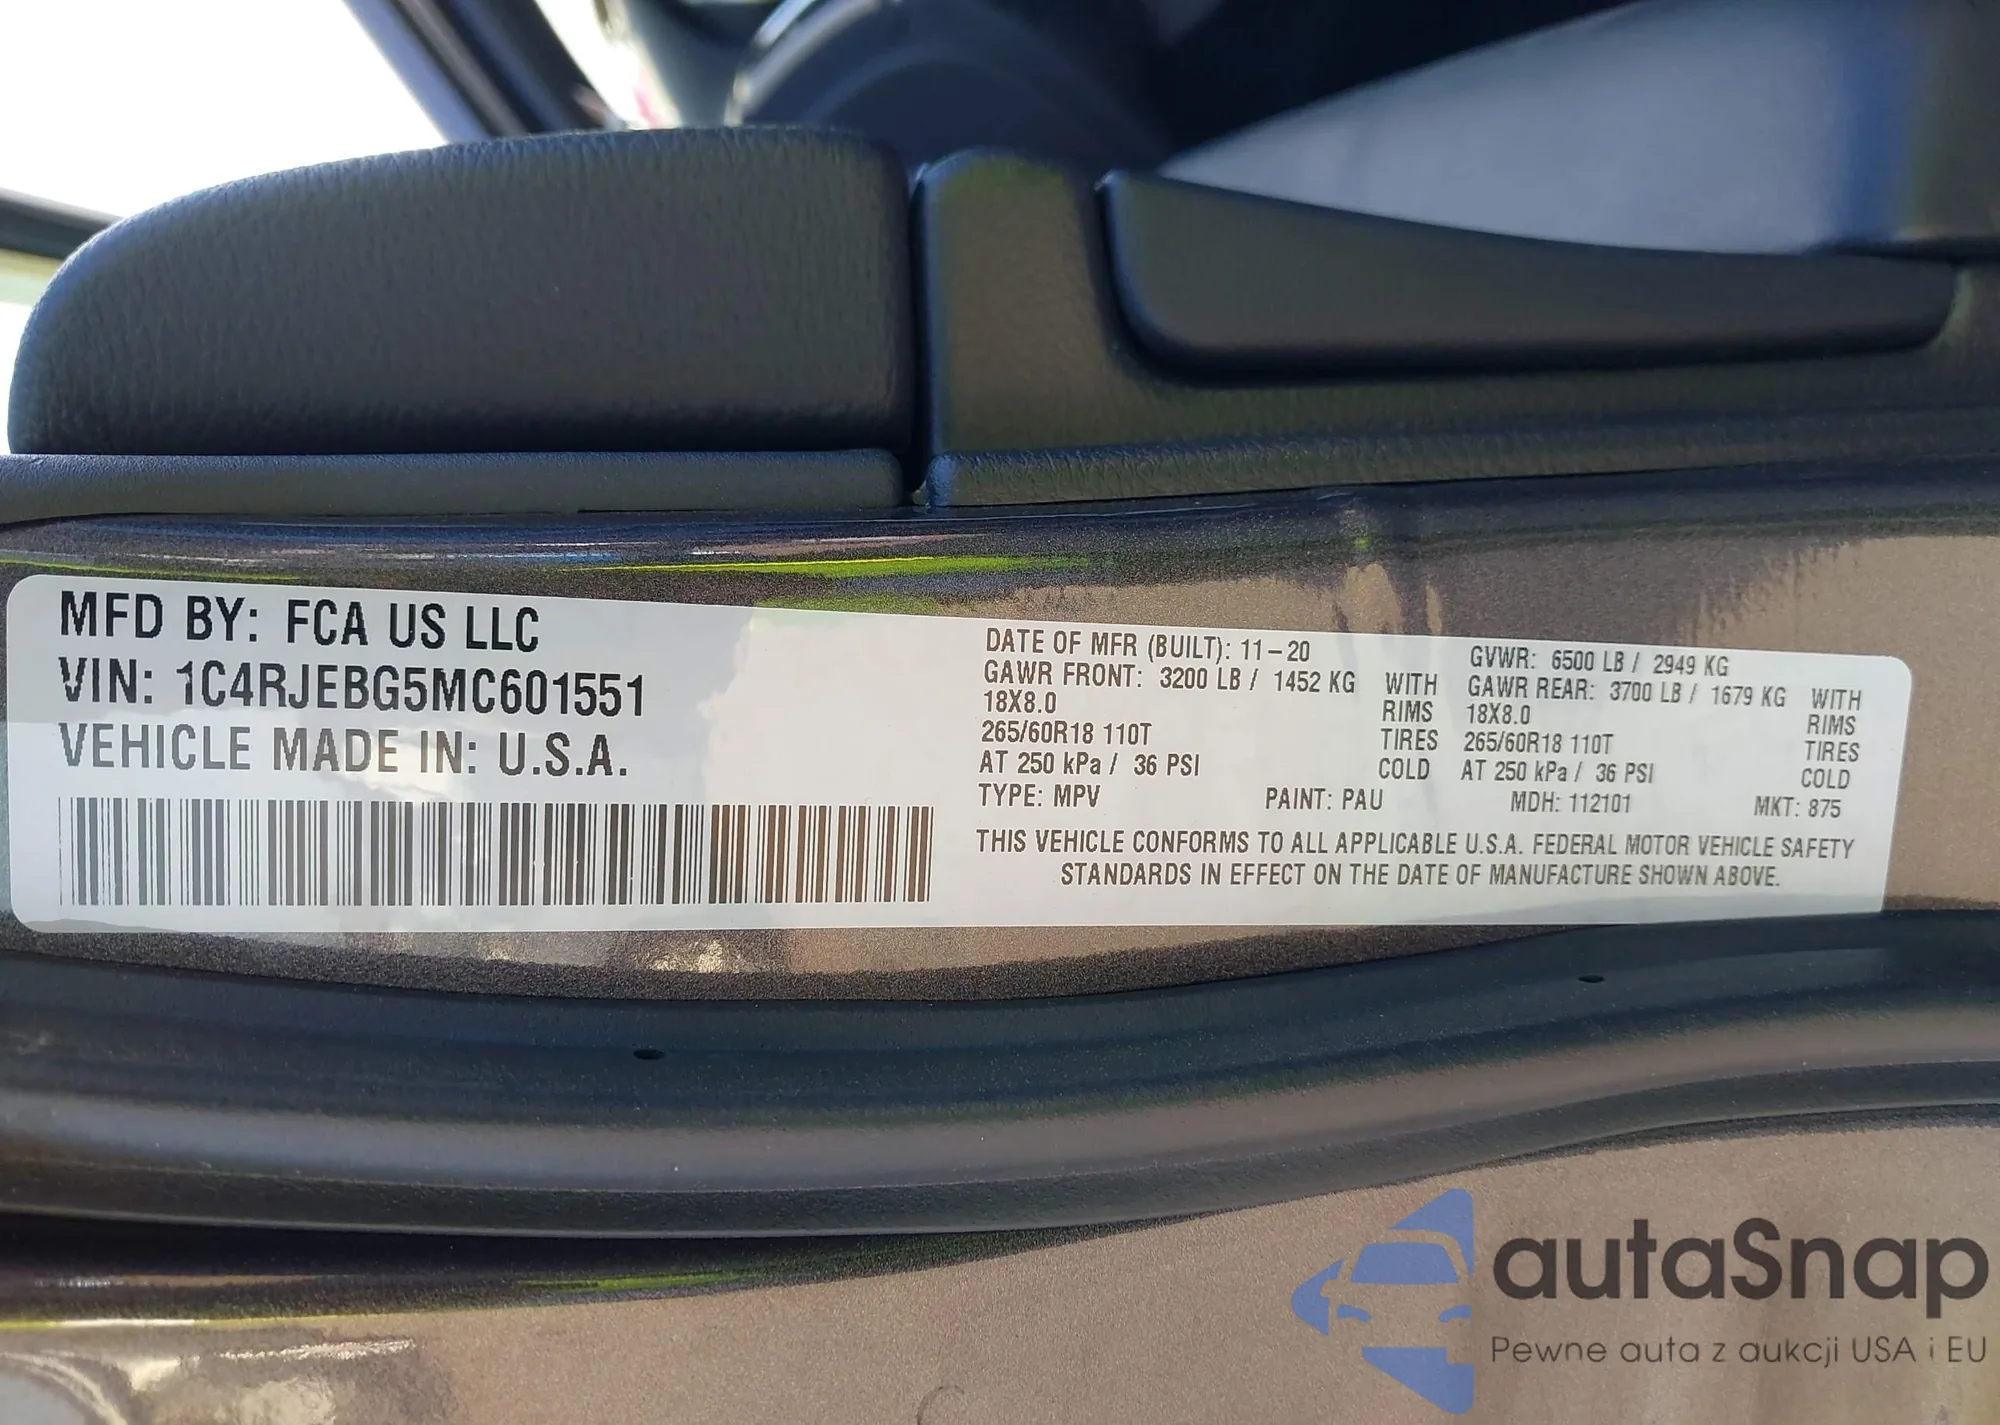 MFD BY: FCA US LLC
VIN: 1C4RJEBG5MC601551
VEHICLE MADE IN: U.S.A.
DATE OF MFR (BUILT): 11-20 GVWR: 6500 LB / 2949 KG
GAWR FRONT: 3200 LB / 1452 KG WITH GAWR REAR: 3700 LB / 1679 KG WITH
18X8.0 RIMS 18X8.0 RIMS
265/60R18 110T TIRES 265/60R18 110T TIRES
AT 250 kPa / 36 PSI COLD AT 250 kPa / 36 PSI COLD
TYPE: MPV PAINT: PAU MDH: 112101 MKT: 875
THIS VEHICLE CONFORMS TO ALL APPLICABLE U.S.A. FEDERAL MOTOR VEHICLE SAFETY
STANDARDS IN EFFECT ON THE DATE OF MANUFACTURE SHOWN ABOVE.
autaSnap
Pewne auta z aukcji USA i EU